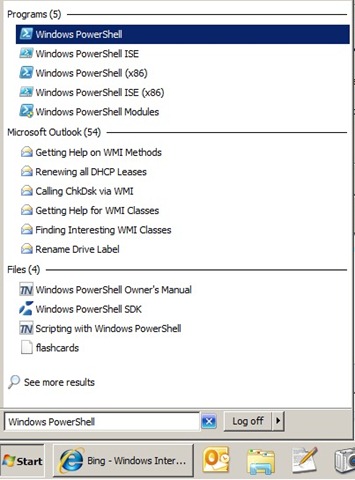 Programs (5)
Windows PowerShell
Windows PowerShell ISE
Windows PowerShell (x86)
Windows PowerShell ISE (x86)
Windows PowerShell Modules
Microsoft Outlook (54)
Getting Help on WMI Methods
Renewing all DHCP Leases
Calling ChkDsk via WMI
Getting Help for WMI Classes
Finding Interesting WMI Classes
Rename Drive Label
Files (4)
TN Windows PowerShell Owner's Manual
Windows PowerShell SDK
TN Scripting with Windows PowerShell
flashcards
See more results
Windows PowerShell Log off
Start Bing - Windows Inter...